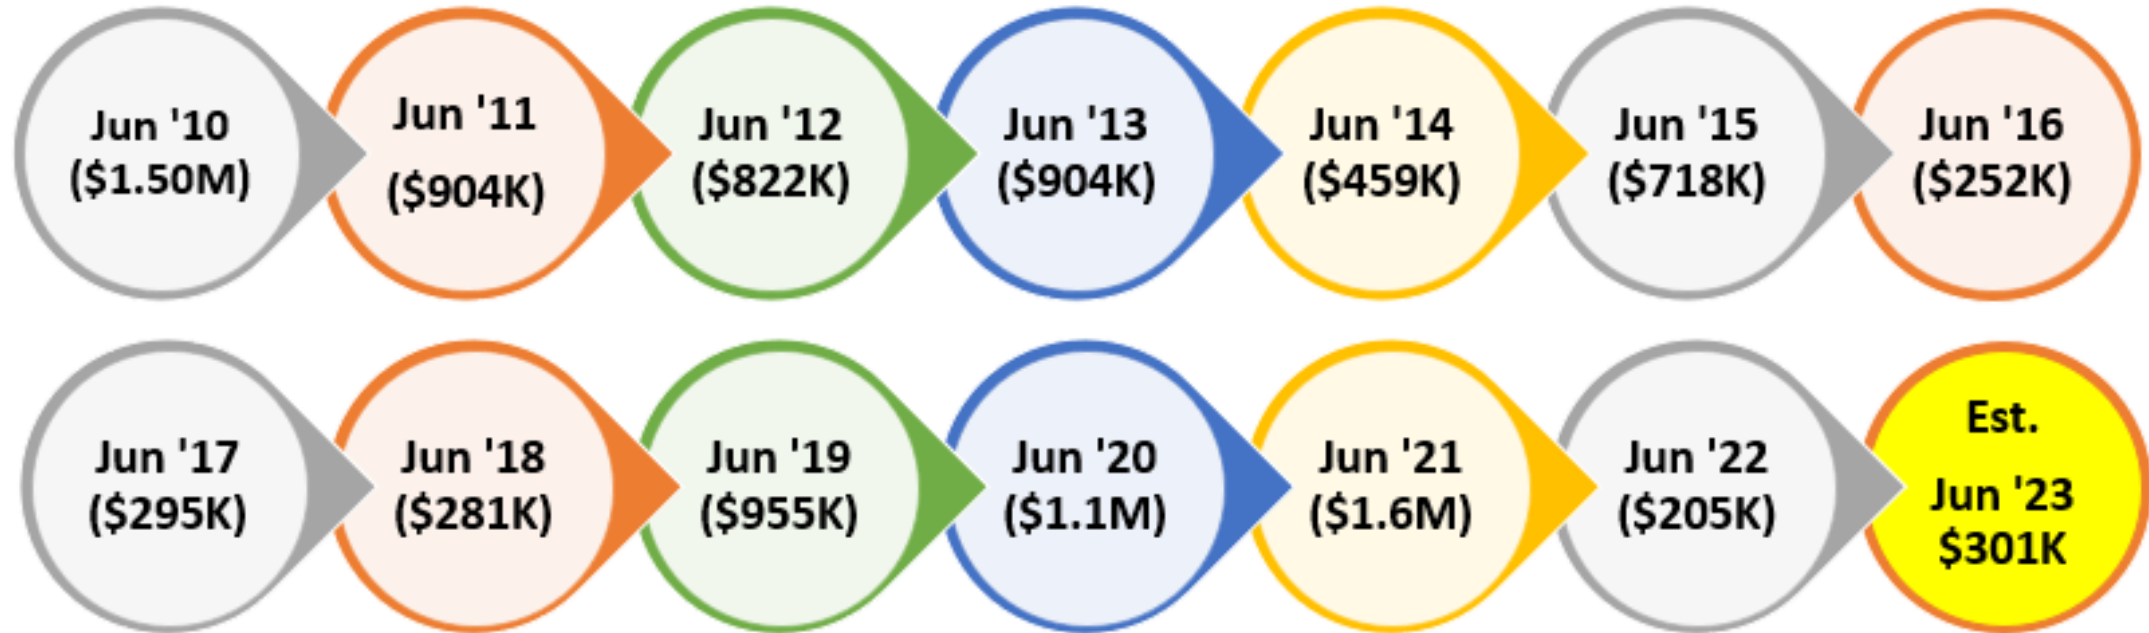 Jun '10
($1.50M)
Jun '11
($904K)
Jun '12
($822K)
Jun '13
($904K)
Jun '14
($459K)
Jun '15
($718K)
Jun '16
($252K)
Jun '17
($295K)
Jun '18
($281K)
Jun '19
($955K)
Jun '20
($1.1M)
Jun '21
($1.6M)
Jun '22
($205K)
Est.
Jun '23
$301K